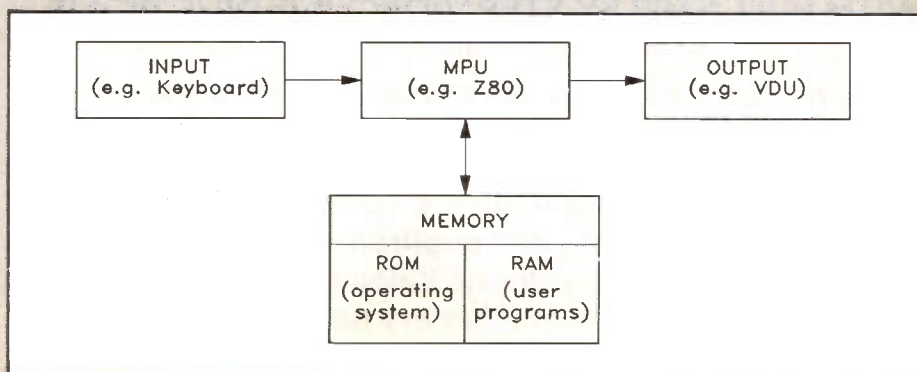 INPUT
(e.g. Keyboard)
MPU
(e.g. Z80)
OUTPUT
(e.g. VDU)
MEMORY
ROM
(operating
system)
RAM
(user
programs)